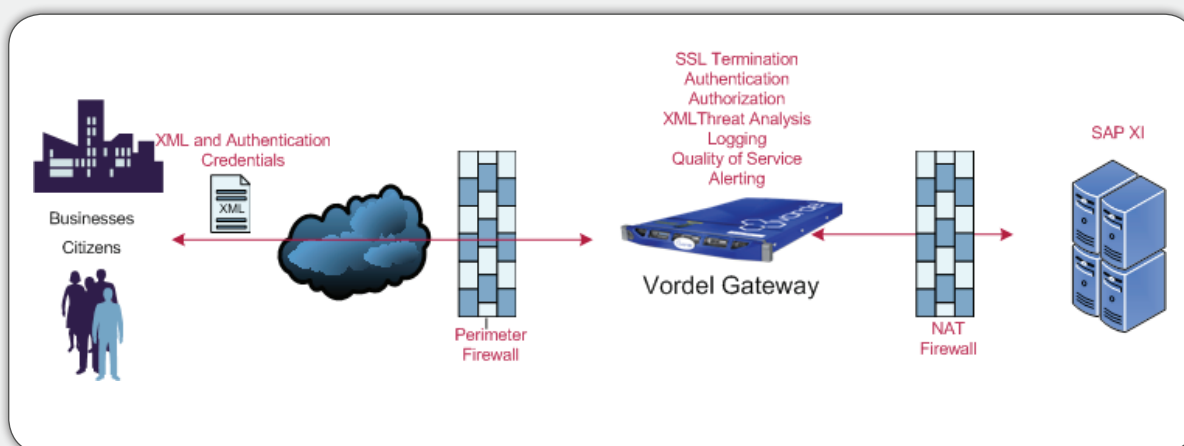 SSL Termination
Authentication
Authorization
XMLThreat Analysis
Logging
Quality of Service
Alerting
SAP XI
XML and Authentication
Credentials
XML
Businesses
Citizens
vordel
Vordel Gateway
Perimeter
Firewall
NAT
Firewall